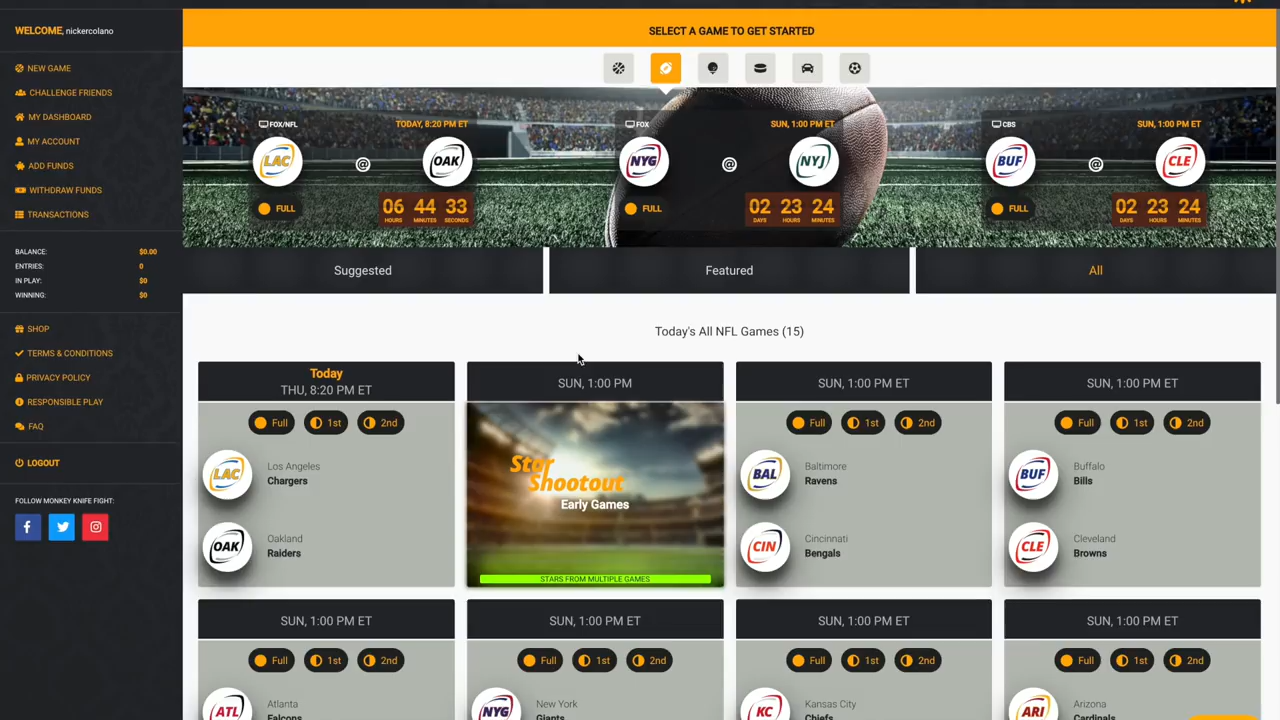 WELCOME, nickercolano
NEW GAME
CHALLENGE FRIENDS
MY DASHBOARD
MY ACCOUNT
ADD FUNDS
WITHDRAW FUNDS
TRANSACTIONS
BALANCE: $0.00
ENTRIES: 0
IN PLAY: $0
WINNING: $0
SHOP
TERMS & CONDITIONS
PRIVACY POLICY
RESPONSIBLE PLAY
FAQ
LOGOUT
FOLLOW MONKEY KNIFE FIGHT:
SELECT A GAME TO GET STARTED
FOX/NFL TODAY, 8:20 PM ET
LAC @ OAK
FULL 06 44 33
HOURS MINUTES SECONDS
FOX SUN, 1:00 PM ET
NYG @ NYJ
FULL 02 23 24
DAYS HOURS MINUTES
CBS SUN, 1:00 PM ET
BUF @ CLE
FULL 02 23 24
DAYS HOURS MINUTES
Suggested Featured All
Today's All NFL Games (15)
Today
THU, 8:20 PM ET
Full 1st 2nd
LAC
Los Angeles
Chargers
OAK
Oakland
Raiders
SUN, 1:00 PM
Star
Shootout
Early Games
STARS FROM MULTIPLE GAMES
SUN, 1:00 PM ET
Full 1st 2nd
BAL
Baltimore
Ravens
CIN
Cincinnati
Bengals
SUN, 1:00 PM ET
Full 1st 2nd
BUF
Buffalo
Bills
CLE
Cleveland
Browns
SUN, 1:00 PM ET
Full 1st 2nd
ATL
Atlanta
Falcons
SUN, 1:00 PM ET
Full 1st 2nd
NYG
New York
Giants
SUN, 1:00 PM ET
Full 1st 2nd
KC
Kansas City
Chiefs
SUN, 1:00 PM ET
Full 1st 2nd
ARI
Arizona
Cardinals